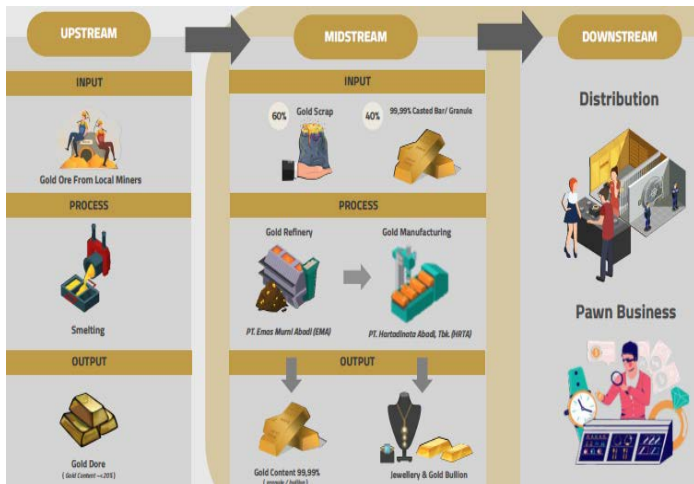 UPSTREAM
MIDSTREAM
DOWNSTREAM
INPUT
Gold Ore From Local Miners
PROCESS
Smelting
OUTPUT
Gold Dore
INPUT
60%
Gold Scrap
40%
99,99% Casted Bar/ Granule
PROCESS
Gold Refinery
Gold Manufacturing
PT. Emas Murni Abadi (EMA)
PT. Hartadinata Abadi, Tbk. (HRTA)
OUTPUT
Gold Content 99,99%
( granule / bullion )
Jewellery & Gold Bullion
Distribution
Pawn Business